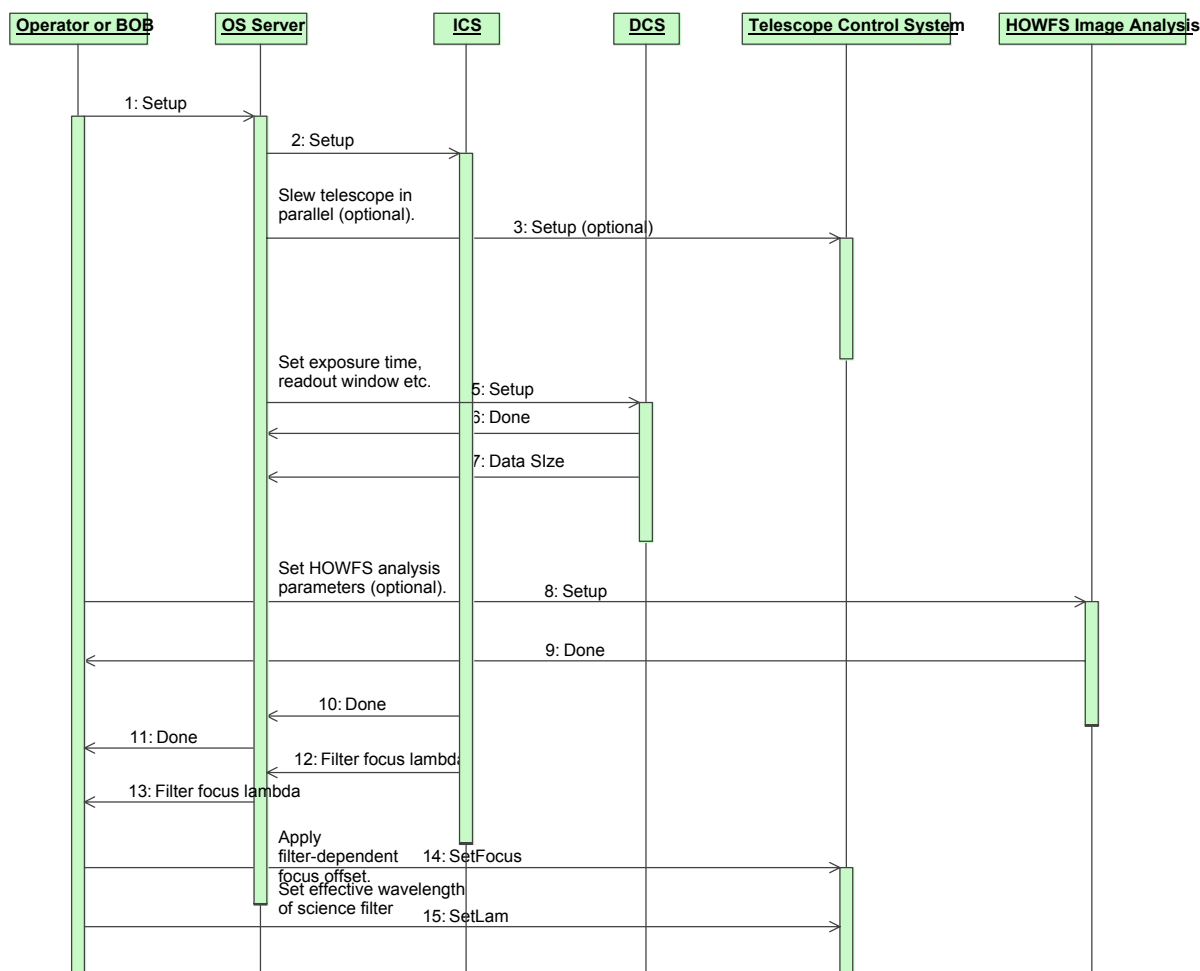 Operator or BOB
OS Server
ICS
DCS
Telescope Control System
HOWFS Image Analysis
1: Setup
2: Setup
Slew telescope in
parallel (optional).
3: Setup (optional)
Set exposure time,
readout window etc.
5: Setup
6: Done
7: Data SIze
Set HOWFS analysis
parameters (optional).
8: Setup
9: Done
10: Done
11: Done
12: Filter focus lambda
13: Filter focus lambda
Apply
filter-dependent
focus offset.
14: SetFocus
Set effective wavelength
of science filter
15: SetLam